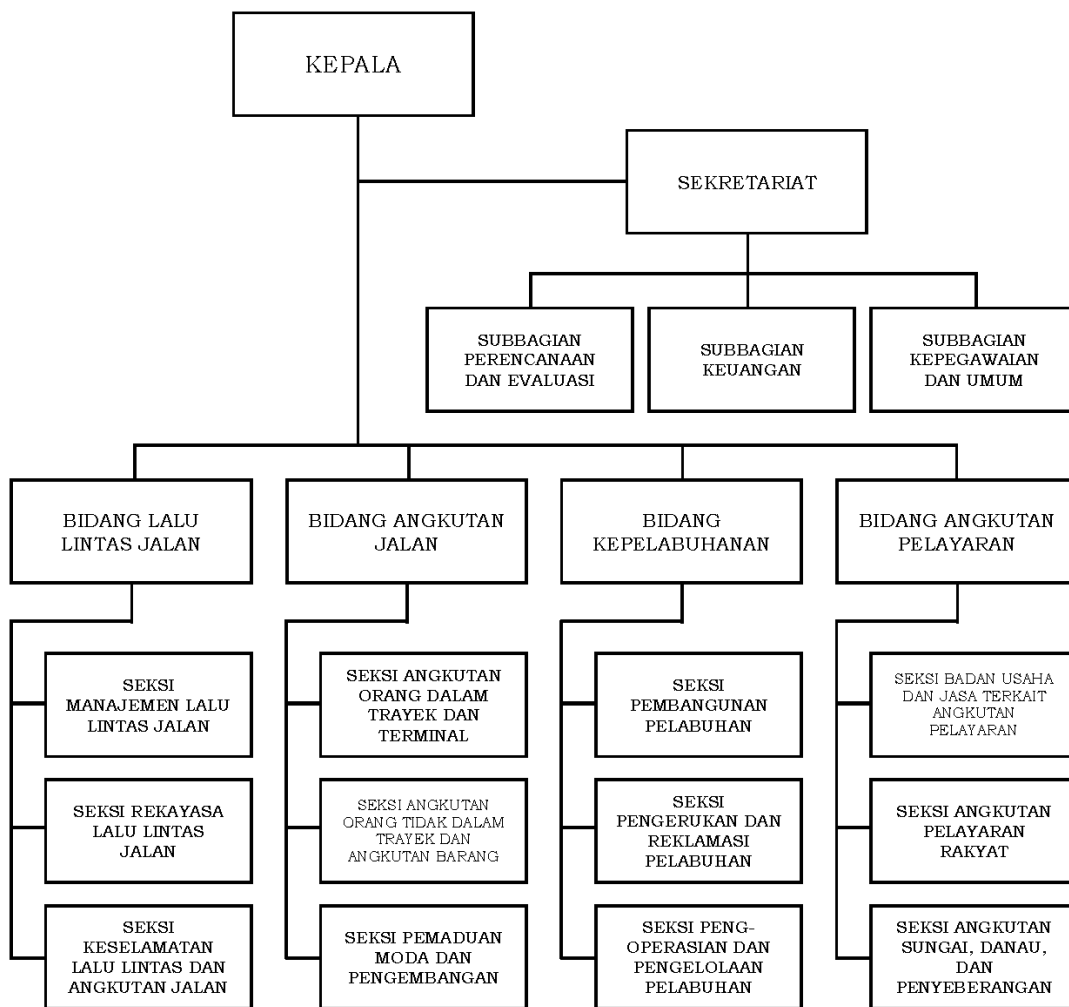 KEPALA
SEKRETARIAT
SUBBAGIAN
PERENCANAAN
DAN EVALUASI
SUBBAGIAN
KEUANGAN
SUBBAGIAN
KEPEGAWAIAN
DAN UMUM
BIDANG LALU
LINTAS JALAN
BIDANG ANGKUTAN
JALAN
BIDANG
KEPELABUHANAN
BIDANG ANGKUTAN
PELAYARAN
SEKSI
MANAJEMEN LALU
LINTAS JALAN
SEKSI ANGKUTAN
ORANG DALAM
TRAYEK DAN
TERMINAL
SEKSI
PEMBANGUNAN
PELABUHAN
SEKSI BADAN USAHA
DAN JASA TERKAIT
ANGKUTAN
PELAYARAN
SEKSI REKAYASA
LALU LINTAS
JALAN
SEKSI ANGKUTAN
ORANG TIDAK DALAM
TRAYEK DAN
ANGKUTAN BARANG
SEKSI
PENGERUKAN DAN
REKLAMASI
PELABUHAN
SEKSI ANGKUTAN
PELAYARAN
RAKYAT
SEKSI
KESELAMATAN
LALU LINTAS DAN
ANGKUTAN JALAN
SEKSI PEMADUAN
MODA DAN
PENGEMBANGAN
SEKSI PENG-
OPERASIAN DAN
PENGELOLAAN
PELABUHAN
SEKSI ANGKUTAN
SUNGAI, DANAU,
DAN
PENYEBERANGAN